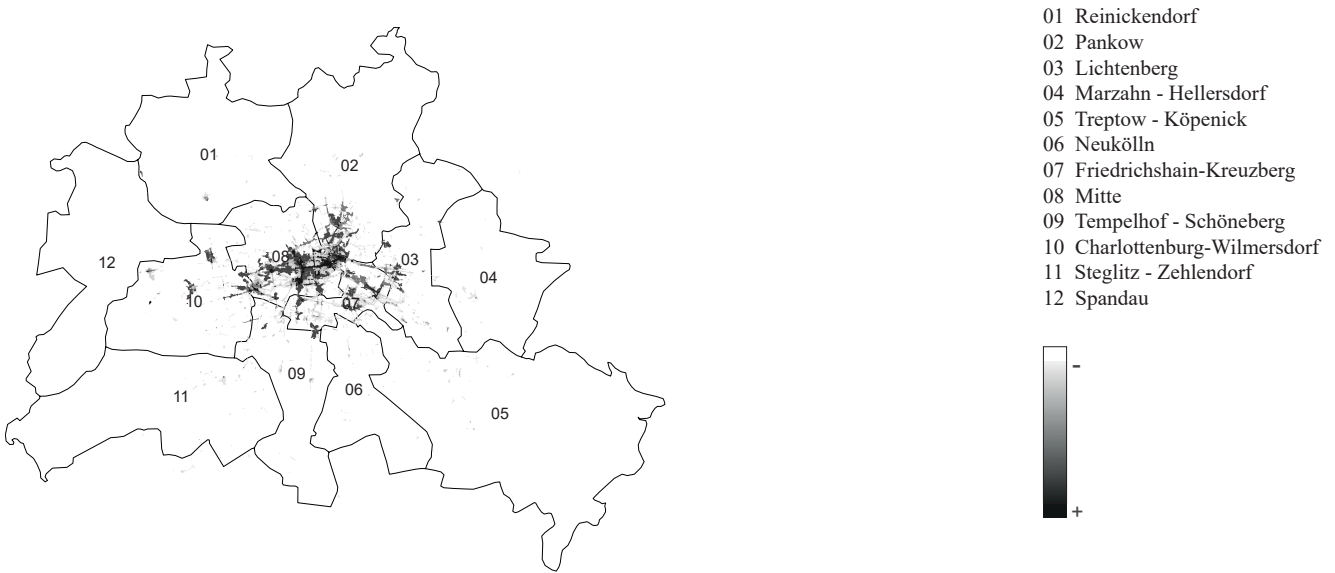 01 Reinickendorf
02 Pankow
03 Lichtenberg
04 Marzahn - Hellersdorf
05 Treptow - Köpenick
06 Neukölln
07 Friedrichshain-Kreuzberg
08 Mitte
09 Tempelhof - Schöneberg
10 Charlottenburg-Wilmersdorf
11 Steglitz - Zehlendorf
12 Spandau
-
+
01
02
12
08
03
04
10
07
09
06
11
05